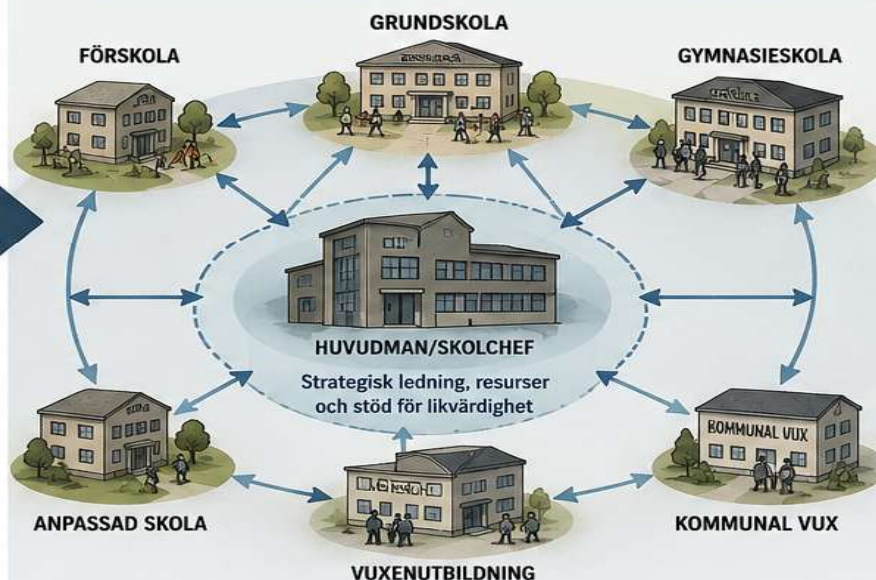 GRUNDSKOLA
FÖRSKOLA
GYMNASIESKOLA
HUVUDMAN/SKOLCHEF
Strategisk ledning, resurser
och stöd för likvärdighet
KOMMUNAL VUX
ANPASSAD SKOLA
KOMMUNAL VUX
VUXENUTBILDNING